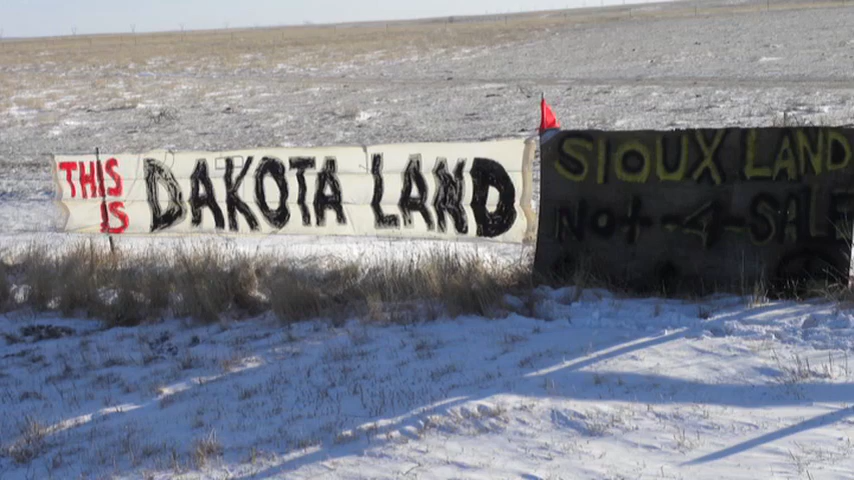 THIS IS DAKOTA LAND
SIOUX LAND
Not -4- SALE